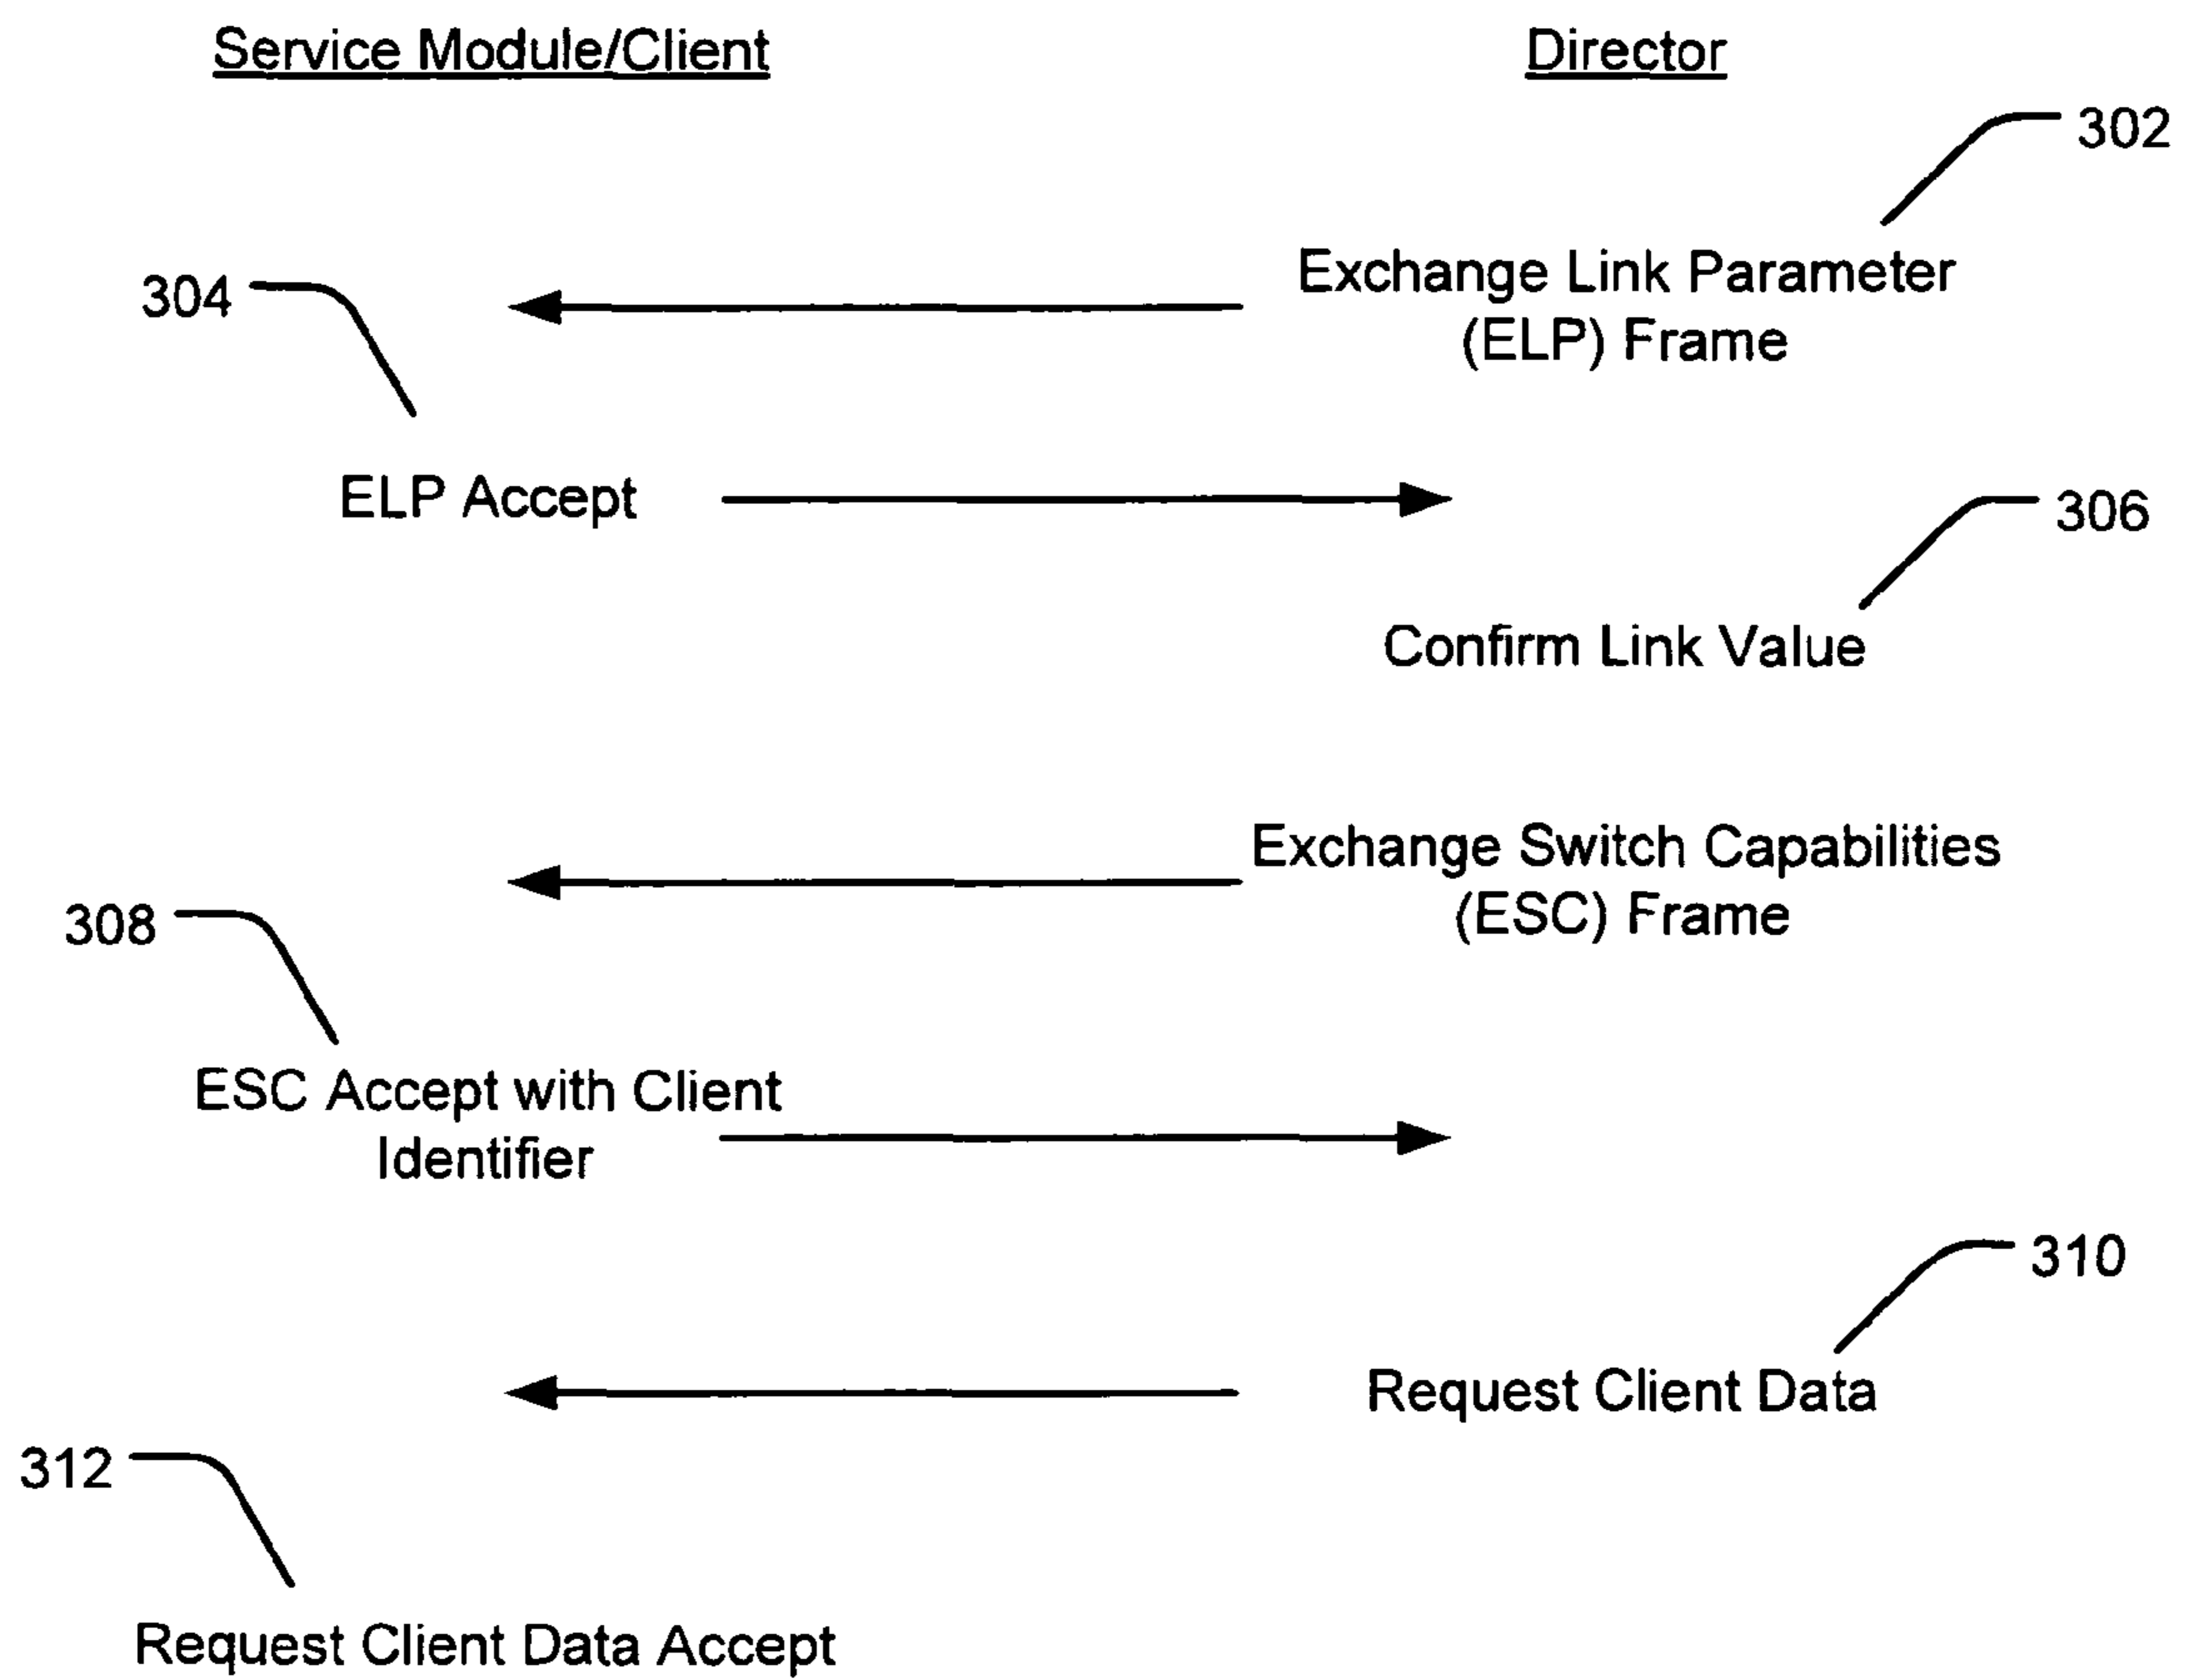 Service Module/Client
Director
302
Exchange Link Parameter
(ELP) Frame
304
ELP Accept
306
Confirm Link Value
Exchange Switch Capabilities
(ESC) Frame
308
ESC Accept with Client
Identifier
310
Request Client Data
312
Request Client Data Accept